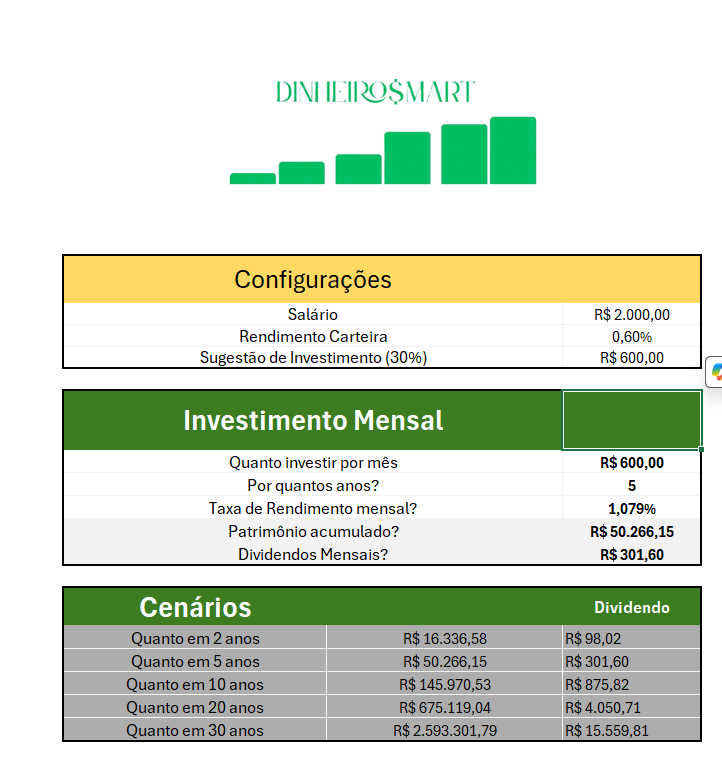 DINHEIRO$MART
Configurações
Salário R$ 2.000,00
Rendimento Carteira 0,60%
Sugestão de Investimento (30%) R$ 600,00
Investimento Mensal
Quanto investir por mês R$ 600,00
Por quantos anos? 5
Taxa de Rendimento mensal? 1,079%
Patrimônio acumulado? R$ 50.266,15
Dividendos Mensais? R$ 301,60
Cenários Dividendo
Quanto em 2 anos R$ 16.336,58 R$ 98,02
Quanto em 5 anos R$ 50.266,15 R$ 301,60
Quanto em 10 anos R$ 145.970,53 R$ 875,82
Quanto em 20 anos R$ 675.119,04 R$ 4.050,71
Quanto em 30 anos R$ 2.593.301,79 R$ 15.559,81